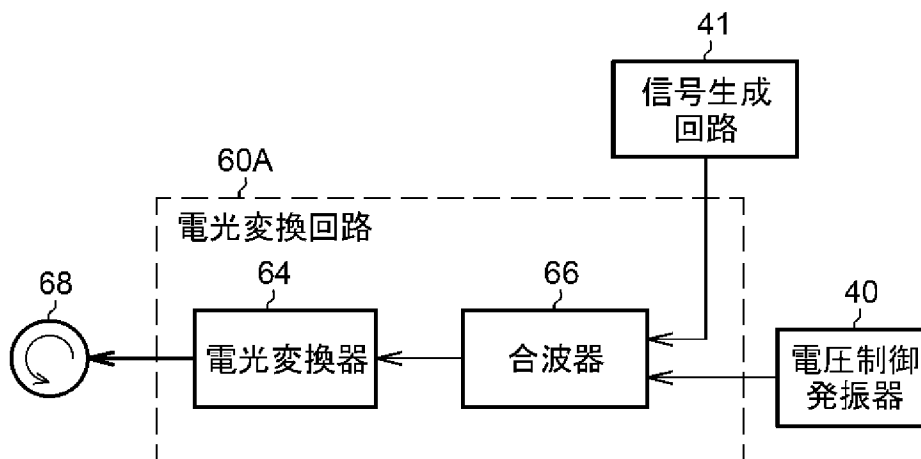 41
信号生成
回路
60A
電光変換回路
64
66
68
40
電光変換器
合波器
電圧制御
発振器